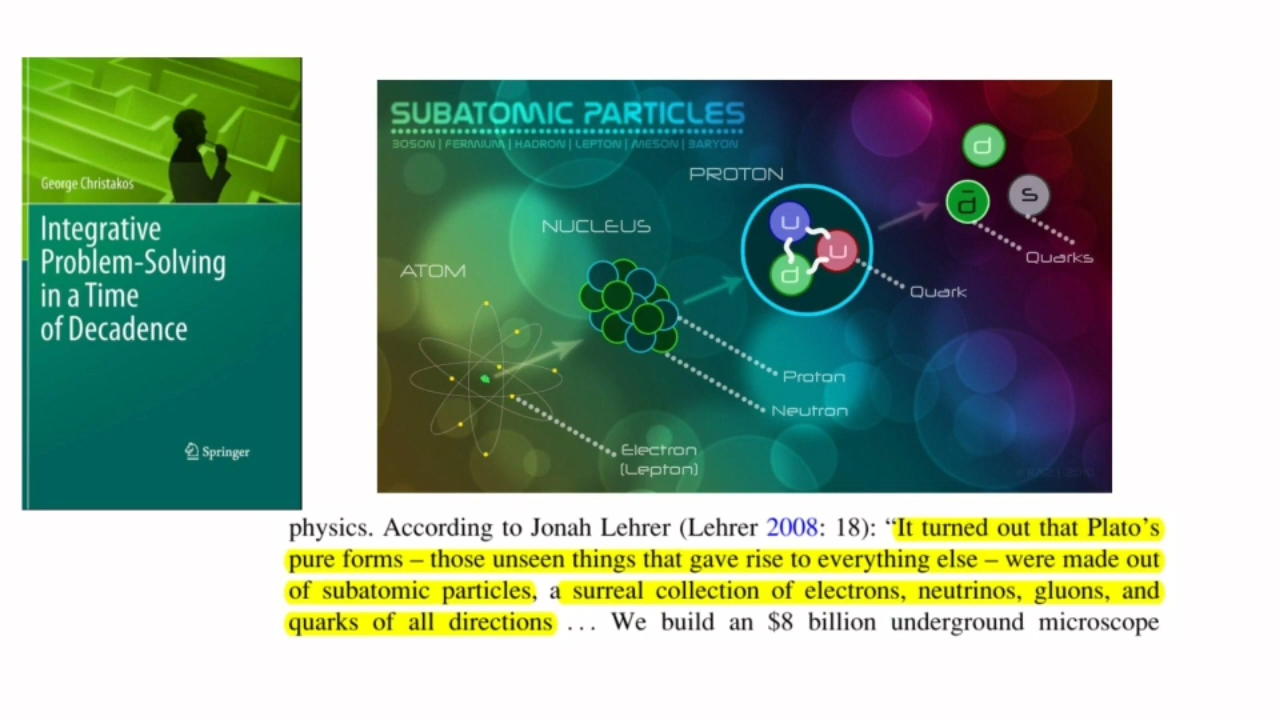 George Christakos
Integrative
Problem-Solving
in a Time
of Decadence
Springer
SUBATOMIC PARTICLES
BOSON | FERMIUM | HADRON | LEPTON | MESON | BARYON
PROTON
NUCLEUS
ATOM
u
u
d
d
d̄
s
Quarks
Quark
Proton
Neutron
Electron
(Lepton)
physics. According to Jonah Lehrer (Lehrer 2008: 18): “It turned out that Plato’s
pure forms – those unseen things that gave rise to everything else – were made out
of subatomic particles, a surreal collection of electrons, neutrinos, gluons, and
quarks of all directions ... We build an $8 billion underground microscope